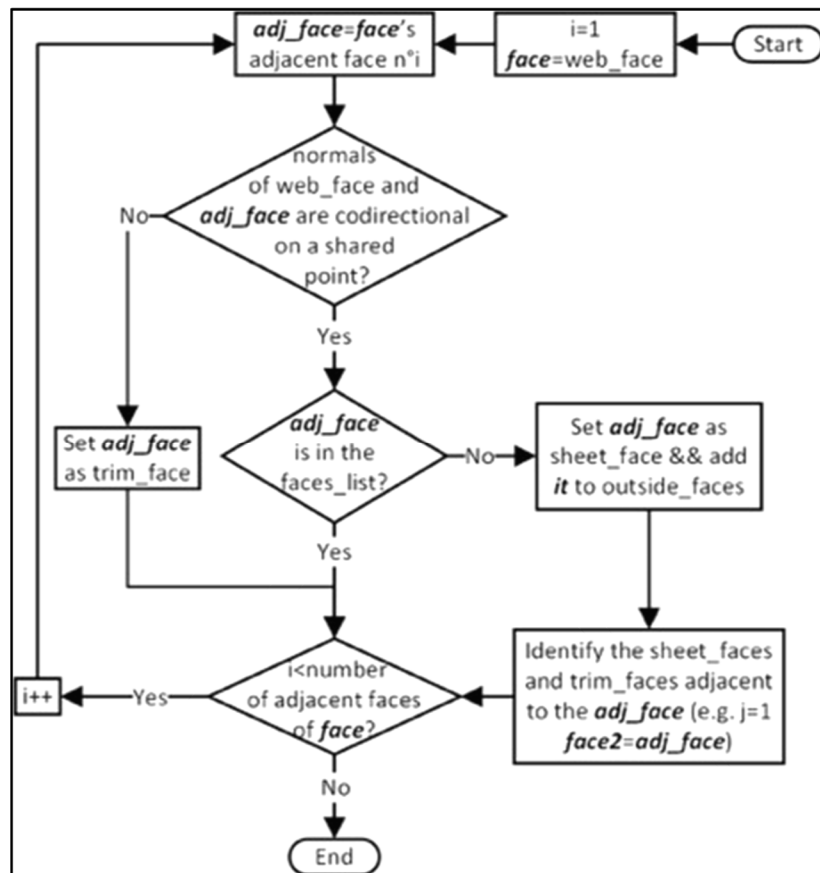 Start
i=1
face=web_face
adj_face=face's
adjacent face n°i
normals
of web_face and
adj_face are codirectional
on a shared
point?
No
Yes
Set adj_face
as trim_face
adj_face
is in the
faces_list?
No
Set adj_face as
sheet_face && add
it to outside_faces
Yes
Identify the sheet_faces
and trim_faces adjacent
to the adj_face (e.g. j=1
face2=adj_face)
i<number
of adjacent faces
of face?
Yes
i++
No
End